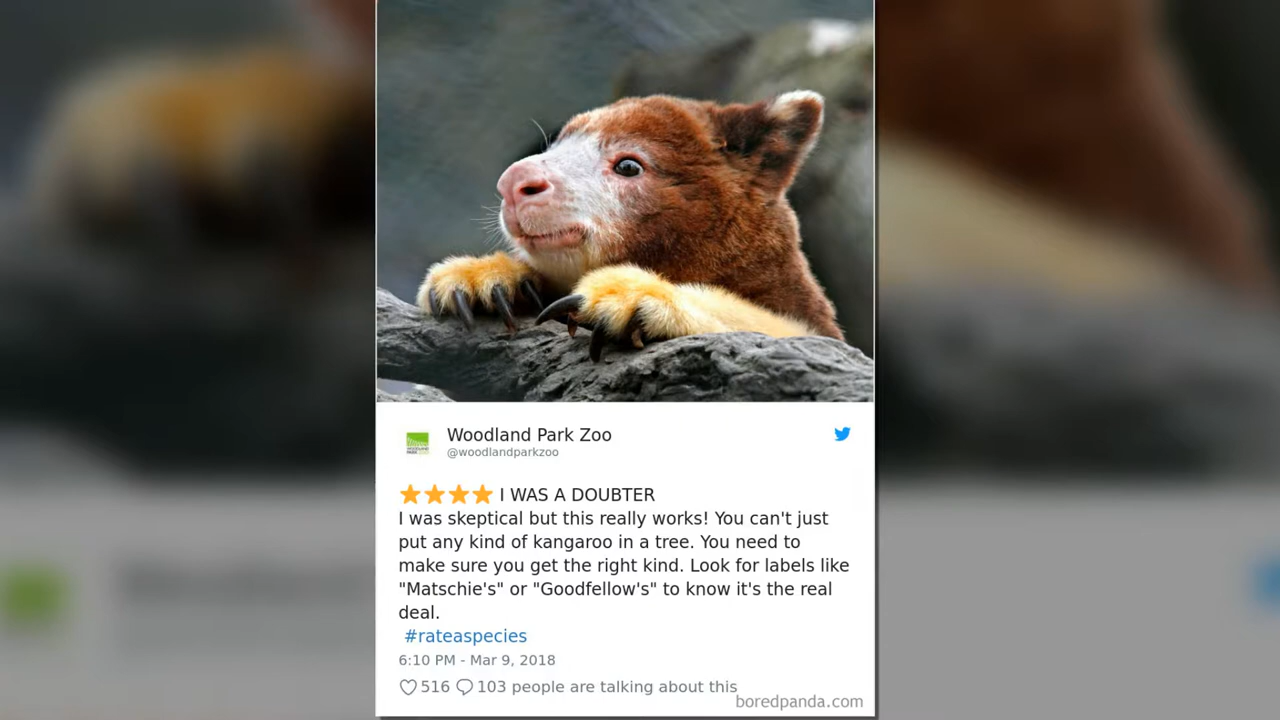 Woodland Park Zoo
@woodlandparkzoo
⭐⭐⭐⭐ I WAS A DOUBTER
I was skeptical but this really works! You can't just
put any kind of kangaroo in a tree. You need to
make sure you get the right kind. Look for labels like
"Matschie's" or "Goodfellow's" to know it's the real
deal.
#rateaspecies
6:10 PM - Mar 9, 2018
516 103 people are talking about this
boredpanda.com